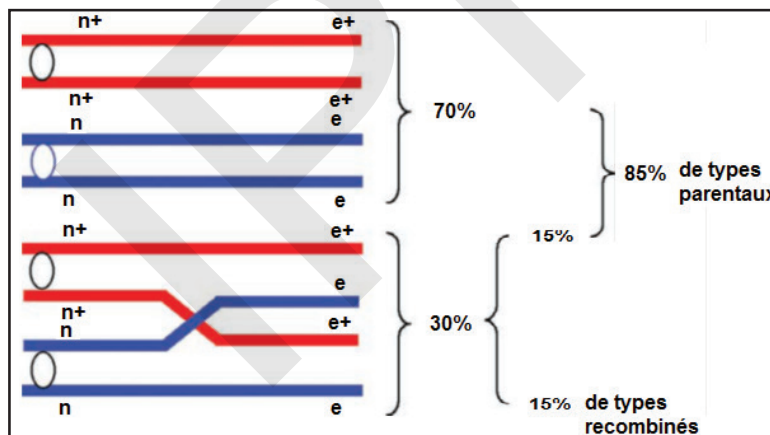 n+ e+
n+ e+
n e
70%
n e
85% de types
parentaux
n+ e+
15%
e
n+
n
e+
30%
n e
15% de types
recombinés